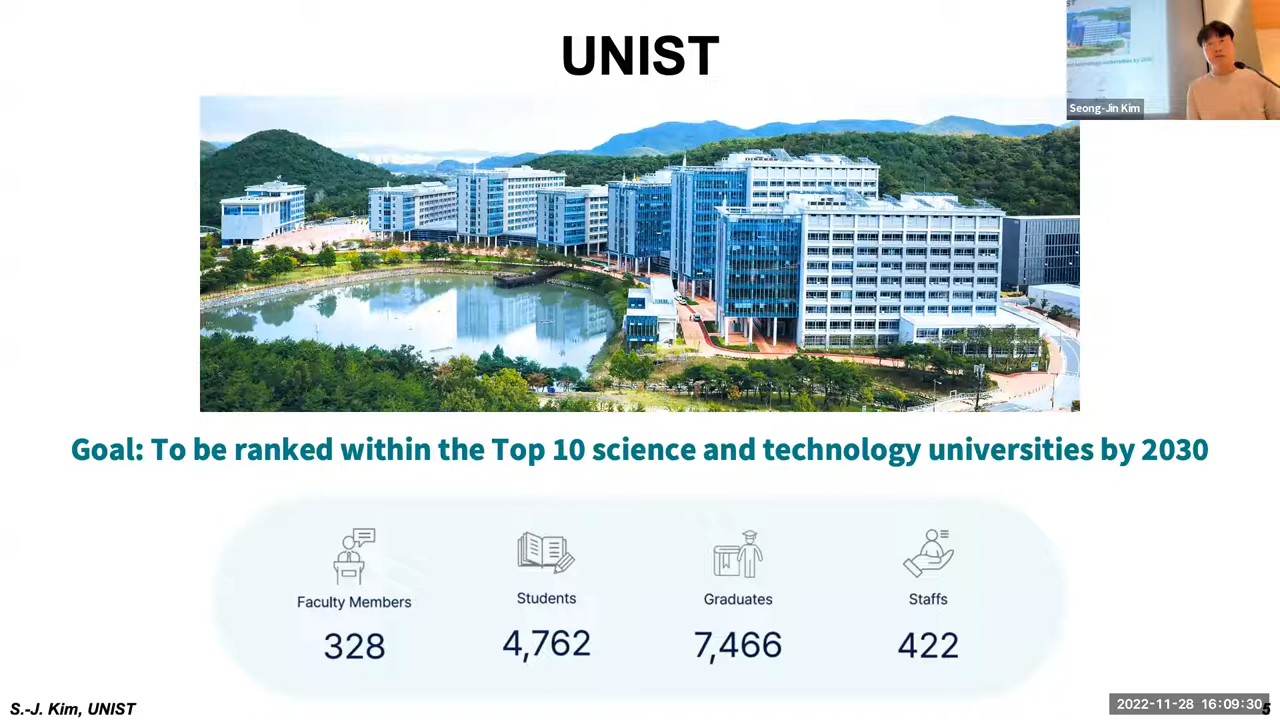 UNIST
Seong-Jin Kim
Goal: To be ranked within the Top 10 science and technology universities by 2030
Faculty Members
328
Students
4,762
Graduates
7,466
Staffs
422
S.-J. Kim, UNIST
2022-11-28 16:09:30
5